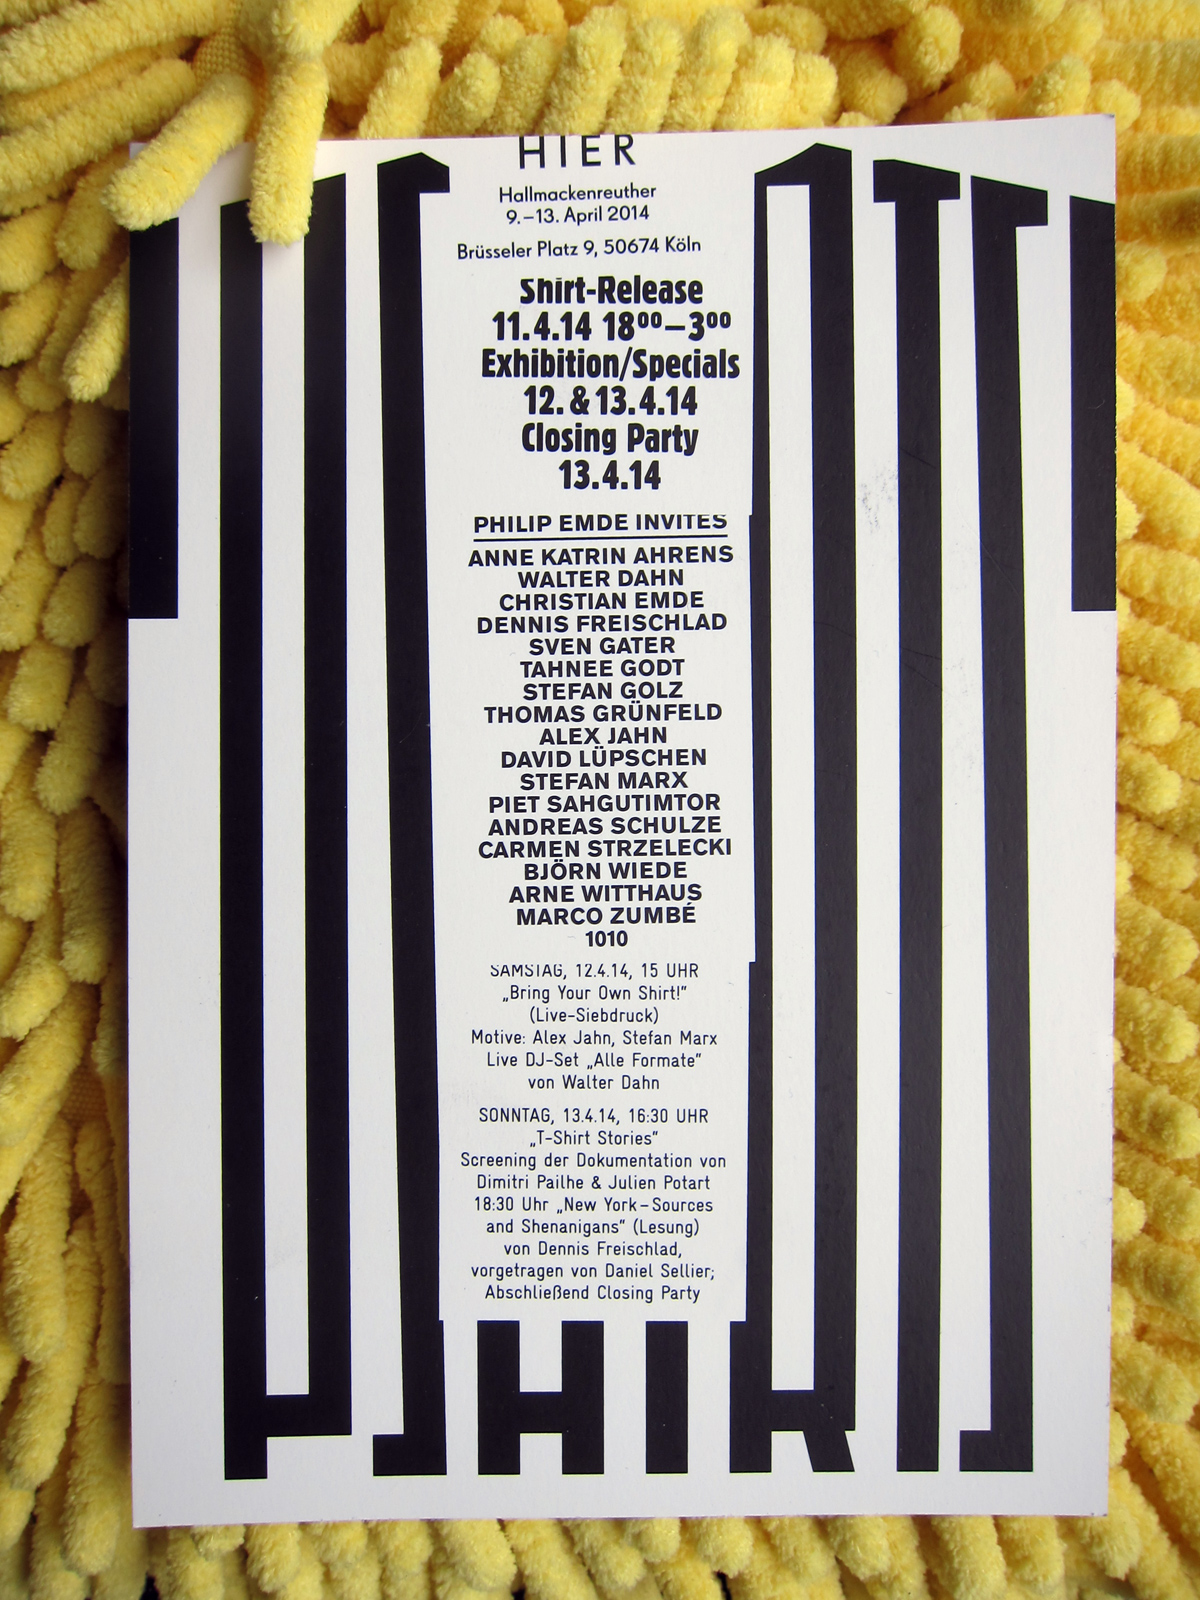 HIER
Hallmackenreuther
9.–13. April 2014
Brüsseler Platz 9, 50674 Köln
Shirt-Release
11.4.14 18⁰⁰–3⁰⁰
Exhibition/Specials
12. & 13.4.14
Closing Party
13.4.14
PHILIP EMDE INVITES
ANNE KATRIN AHRENS
WALTER DAHN
CHRISTIAN EMDE
DENNIS FREISCHLAD
SVEN GATER
TAHNEE GODT
STEFAN GOLZ
THOMAS GRÜNFELD
ALEX JAHN
DAVID LÜPSCHEN
STEFAN MARX
PIET SAHGUTIMTOR
ANDREAS SCHULZE
CARMEN STRZELECKI
BJÖRN WIEDE
ARNE WITTHAUS
MARCO ZUMBÉ
1010
SAMSTAG, 12.4.14, 15 UHR
„Bring Your Own Shirt!“
(Live-Siebdruck)
Motive: Alex Jahn, Stefan Marx
Live DJ-Set „Alle Formate“
von Walter Dahn
SONNTAG, 13.4.14, 16:30 UHR
„T-Shirt Stories“
Screening der Dokumentation von
Dimitri Pailhe & Julien Potart
18:30 Uhr „New York–Sources
and Shenanigans“ (Lesung)
von Dennis Freischlad,
vorgetragen von Daniel Sellier;
Abschließend Closing Party
PSHIRTS